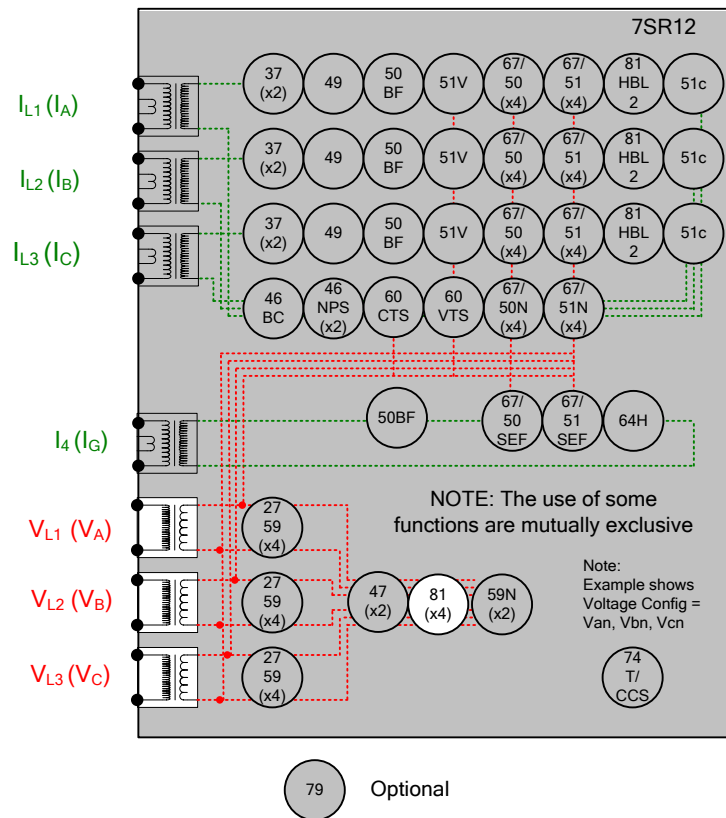 7SR12
IL1 (IA)
37
(x2)
49
50
BF
51V
67/
50
(x4)
67/
51
(x4)
81
HBL
2
51c
IL2 (IB)
37
(x2)
49
50
BF
51V
67/
50
(x4)
67/
51
(x4)
81
HBL
2
51c
IL3 (IC)
37
(x2)
49
50
BF
51V
67/
50
(x4)
67/
51
(x4)
81
HBL
2
51c
46
BC
46
NPS
(x2)
60
CTS
60
VTS
67/
50N
(x4)
67/
51N
(x4)
I4 (IG)
50BF
67/
50
SEF
67/
51
SEF
64H
VL1 (VA)
27
59
(x4)
NOTE: The use of some
functions are mutually exclusive
VL2 (VB)
27
59
(x4)
47
(x2)
81
(x4)
59N
(x2)
Note:
Example shows
Voltage Config =
Van, Vbn, Vcn
VL3 (VC)
27
59
(x4)
74
T/
CCS
79
Optional